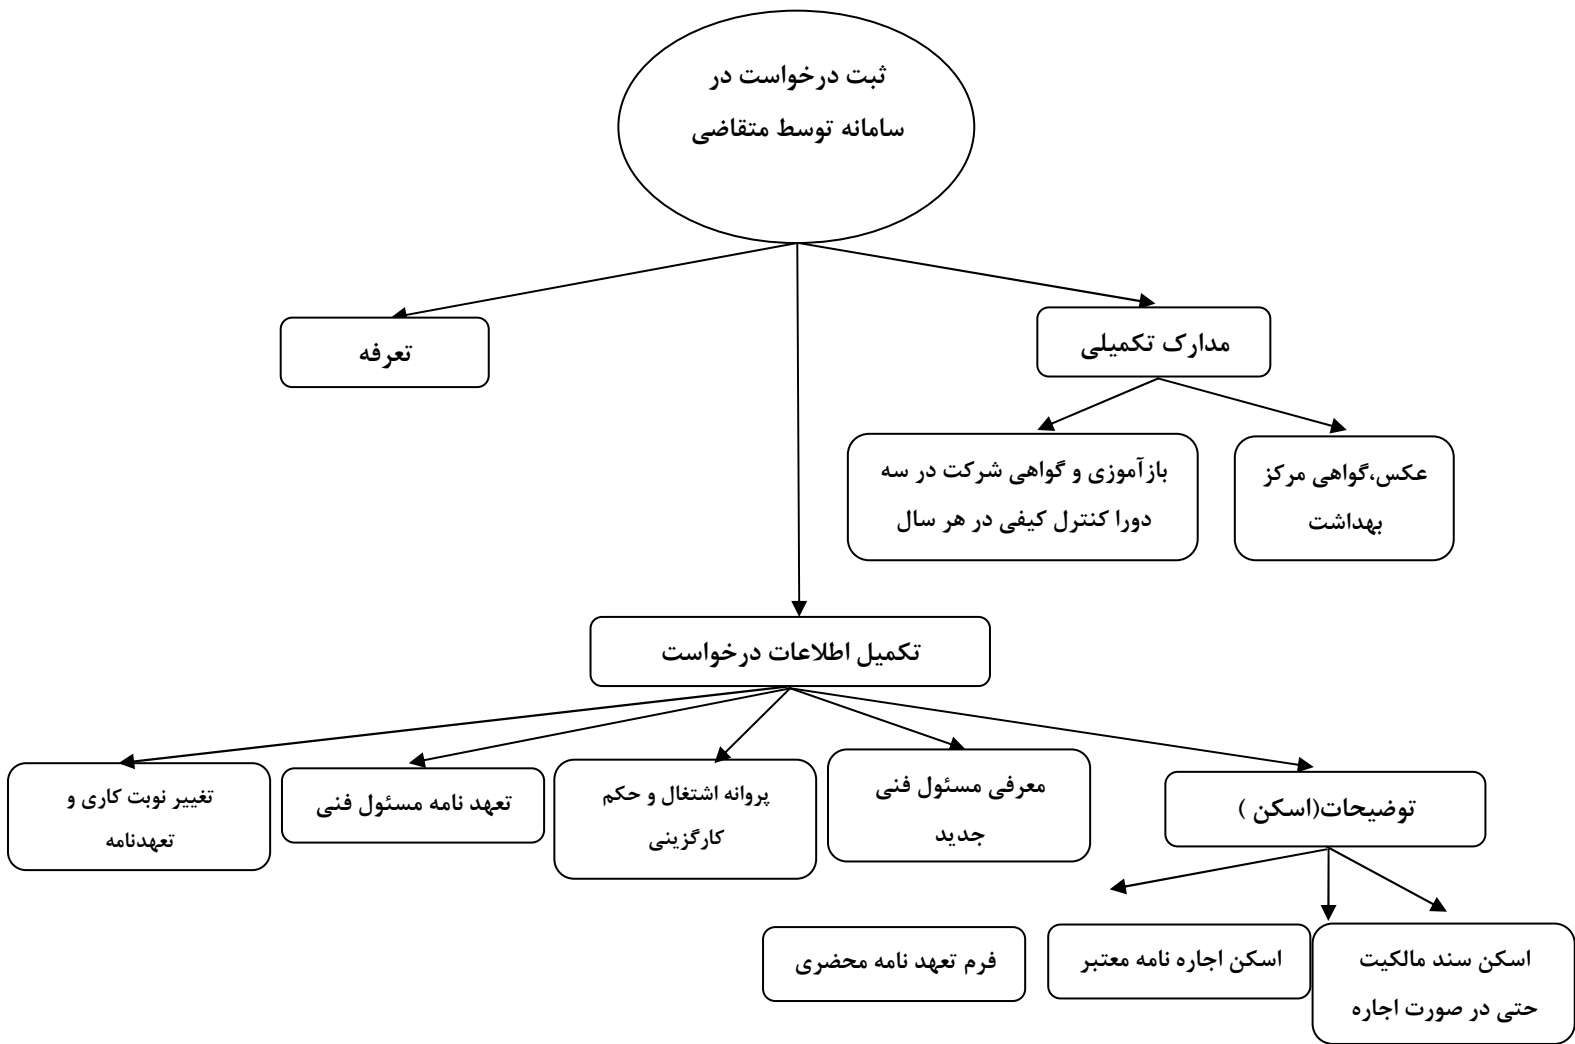 ثبت درخواست در
سامانه توسط متقاضی
مدارک تکمیلی
تعرفه
عکس،گواهی مرکز
بهداشت
بازآموزی و گواهی شرکت در سه
دورا کنترل کیفی در هر سال
تکمیل اطلاعات درخواست
توضیحات(اسکن )
معرفی مسئول فنی
جدید
پروانه اشتغال و حکم
کارگزینی
تعهد نامه مسئول فنی
تغییر نوبت کاری و
تعهدنامه
اسکن سند مالکیت
حتی در صورت اجاره
اسکن اجاره نامه معتبر
فرم تعهد نامه محضری